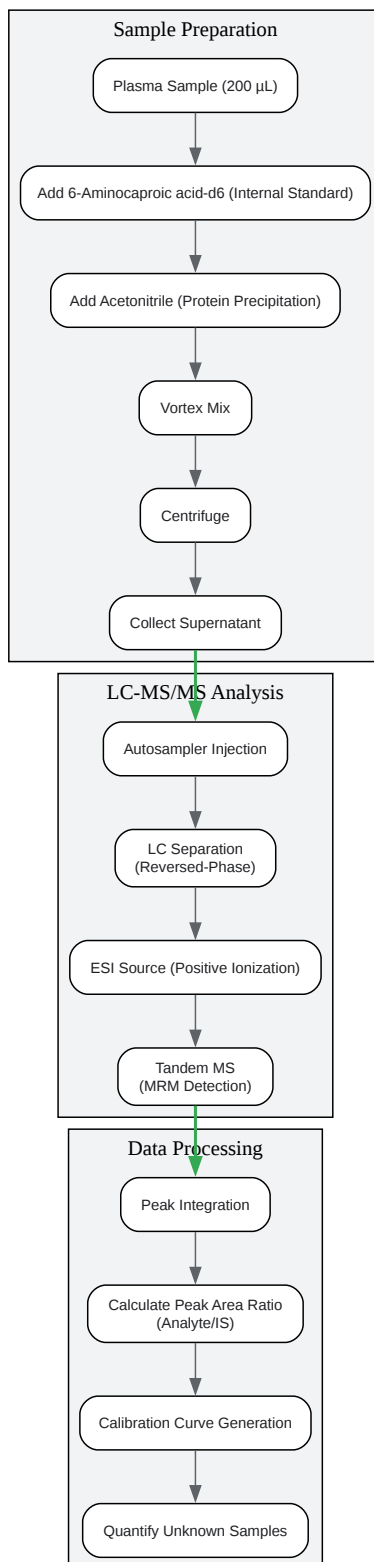 Sample Preparation
Plasma Sample (200 µL)
Add 6-Aminocaproic acid-d6 (Internal Standard)
Add Acetonitrile (Protein Precipitation)
Vortex Mix
Centrifuge
Collect Supernatant
LC-MS/MS Analysis
Autosampler Injection
LC Separation
(Reversed-Phase)
ESI Source (Positive Ionization)
Tandem MS
(MRM Detection)
Data Processing
Peak Integration
Calculate Peak Area Ratio
(Analyte/IS)
Calibration Curve Generation
Quantify Unknown Samples